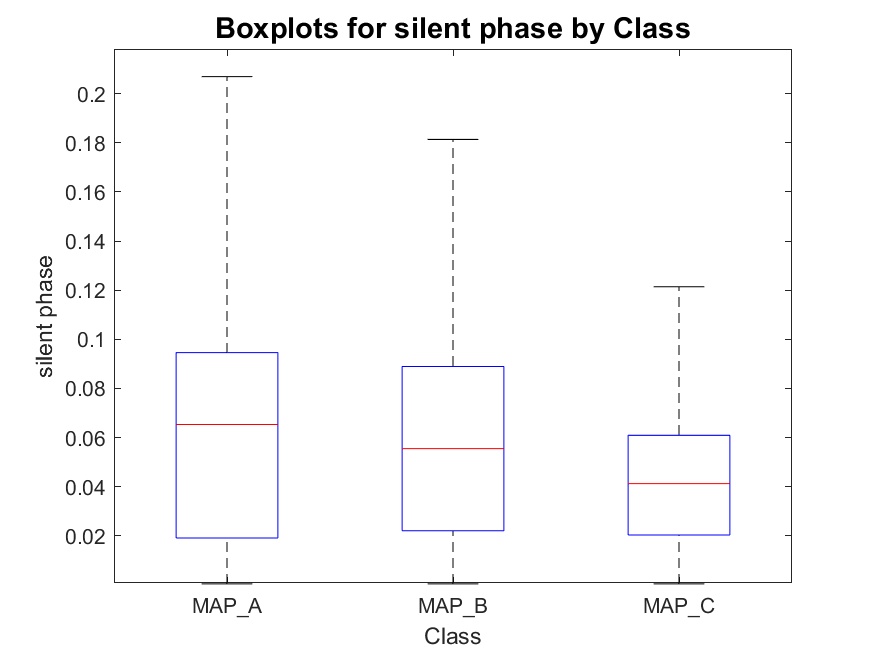 Boxplots for silent phase by Class
silent phase
0.2
0.18
0.16
0.14
0.12
0.1
0.08
0.06
0.04
0.02
MAP_A MAP_B MAP_C
Class